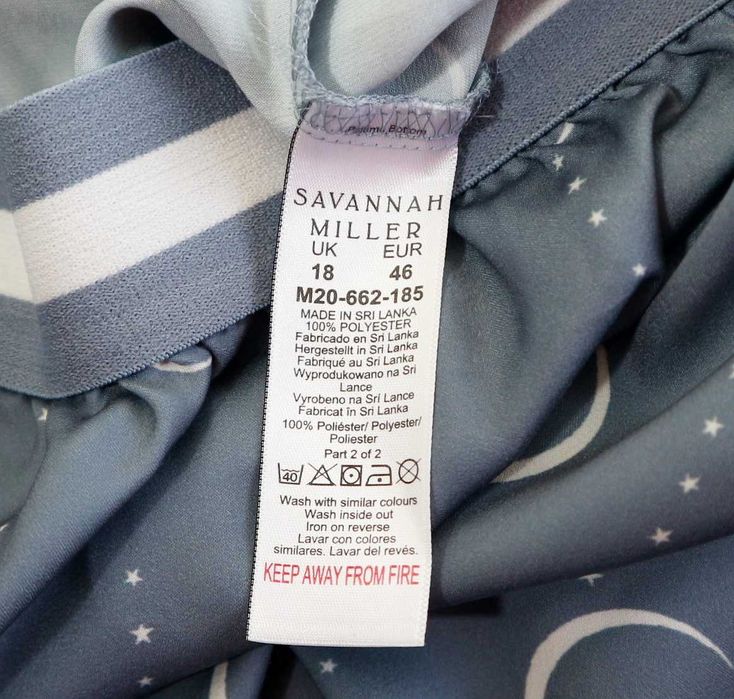 Bottom
SAVANNAH
MILLER
UK EUR
18 46
M20-662-185
MADE IN SRI LANKA
100% POLYESTER
Fabricado en Sri Lanka
Hergestellt in Sri Lanka
Fabriqué au Sri Lanka
Wyprodukowano na Sri
Lance
Vyrobeno na Sri Lance
Fabricat în Sri Lanka
100% Poliéster/ Polyester/
Poliester
Part 2 of 2
40
Wash with similar colours
Wash inside out
Iron on reverse
Lavar con colores
similares. Lavar del revés.
KEEP AWAY FROM FIRE